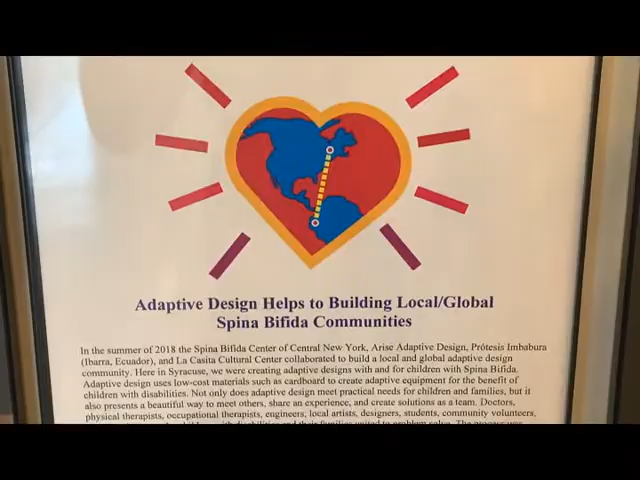 Adaptive Design Helps to Building Local/Global
Spina Bifida Communities
In the summer of 2018 the Spina Bifida Center of Central New York, Arise Adaptive Design, Prótesis Imbabura
(Ibarra, Ecuador), and La Casita Cultural Center collaborated to build a local and global adaptive design
community. Here in Syracuse, we were creating adaptive designs with and for children with Spina Bifida.
Adaptive design uses low-cost materials such as cardboard to create adaptive equipment for the benefit of
children with disabilities. Not only does adaptive design meet practical needs for children and families, but it
also presents a beautiful way to meet others, share an experience, and create solutions as a team. Doctors,
physical therapists, occupational therapists, engineers, local artists, designers, students, community volunteers,